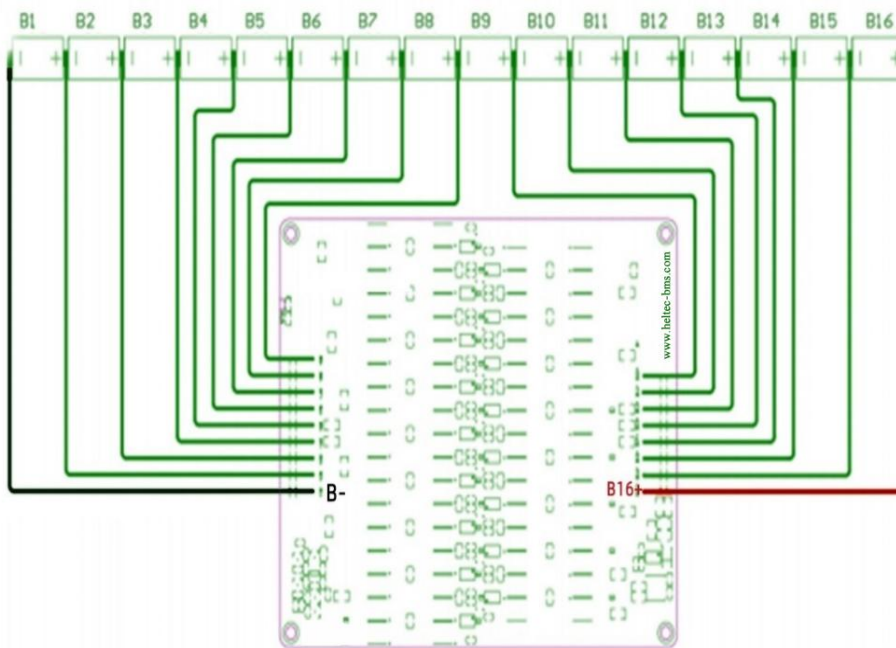 B1 B2 B3 B4 B5 B6 B7 B8 B9 B10 B11 B12 B13 B14 B15 B16
- + - + - + - + - + - + - + - + - + - + - + - + - + - + - + - +
www.heltec-bms.com
B- B16+